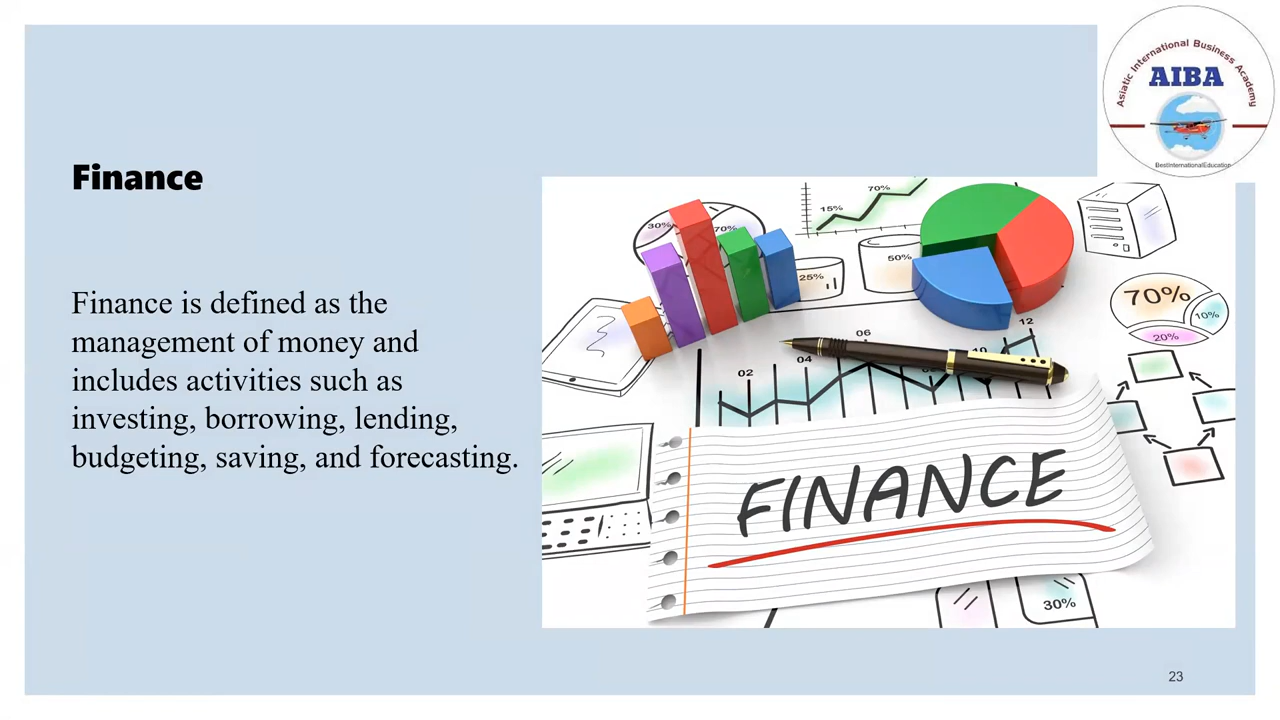 Asiatic International Business Academy
AIBA
BestInternationalEducation
Finance
Finance is defined as the
management of money and
includes activities such as
investing, borrowing, lending,
budgeting, saving, and forecasting.
30%
70%
15%
70%
25%
50%
70%
10%
20%
02
04
06
10
12
FINANCE
30%
23